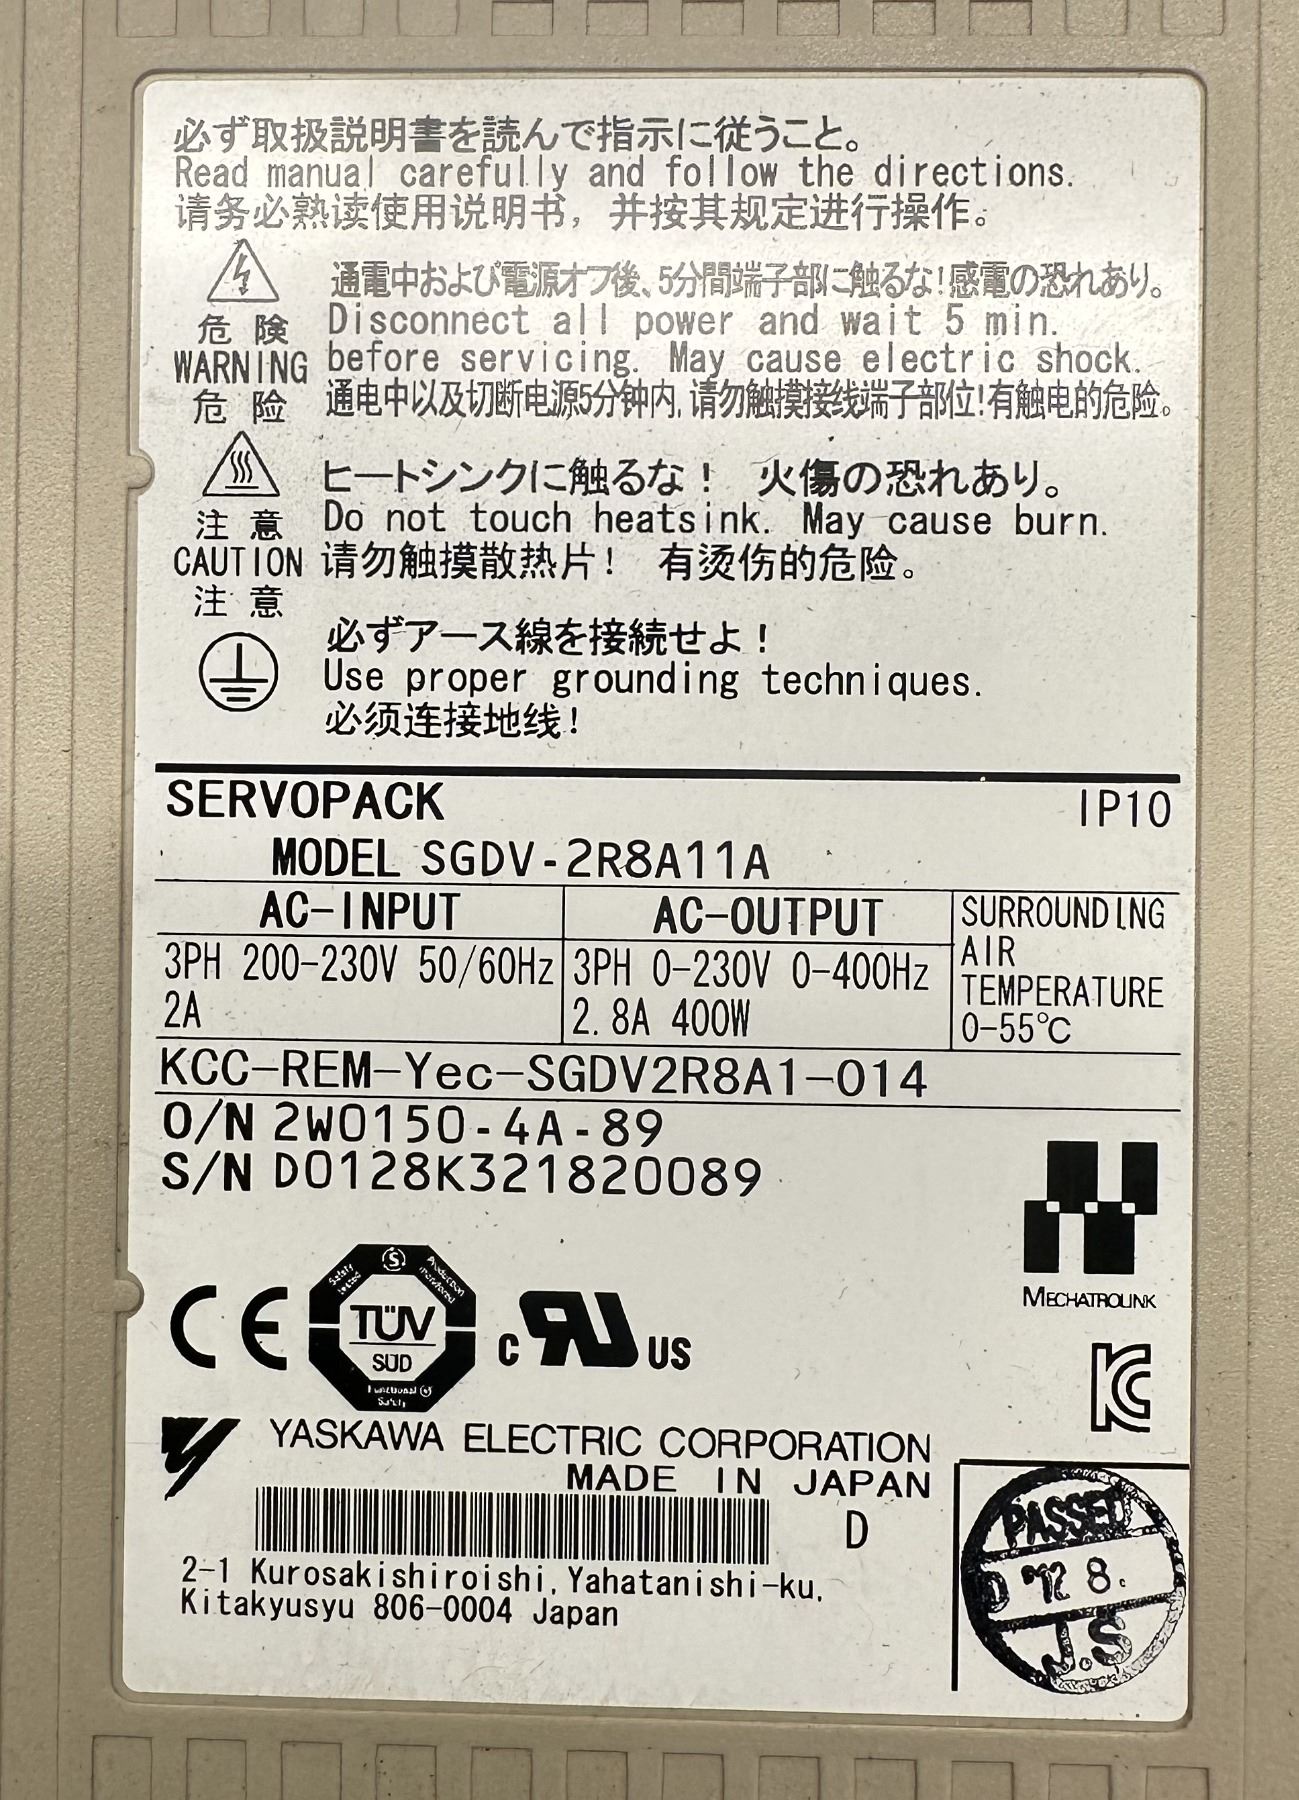 必ず取扱説明書を読んで指示に従うこと。
Read manual carefully and follow the directions.
请务必熟读使用说明书，并按其规定进行操作。
危険
WARNING
危险
通電中および電源オフ後、5分間端子部に触るな!感電の恐れあり。
Disconnect all power and wait 5 min.
before servicing. May cause electric shock.
通电中以及切断电源5分钟内,请勿触摸接线端子部位!有触电的危险。
注意
CAUTION
注意
ヒートシンクに触るな! 火傷の恐れあり。
Do not touch heatsink. May cause burn.
请勿触摸散热片! 有烫伤的危险。
必ずアース線を接続せよ!
Use proper grounding techniques.
必须连接地线!
SERVOPACK IP10
MODEL SGDV-2R8A11A
AC-INPUT
3PH 200-230V 50/60Hz
2A
AC-OUTPUT
3PH 0-230V 0-400Hz
2.8A 400W
SURROUNDING
AIR
TEMPERATURE
0-55℃
KCC-REM-Yec-SGDV2R8A1-014
O/N 2W0150-4A-89
S/N D0128K321820089
MECHATROLINK
CE
Safety tested
Production monitored
TÜV
SÜD
Functional Safety
c RU US
KC
YASKAWA ELECTRIC CORPORATION
MADE IN JAPAN
D
2-1 Kurosakishiroishi, Yahatanishi-ku,
Kitakyusyu 806-0004 Japan
PASSED
D '12 8.
J.S